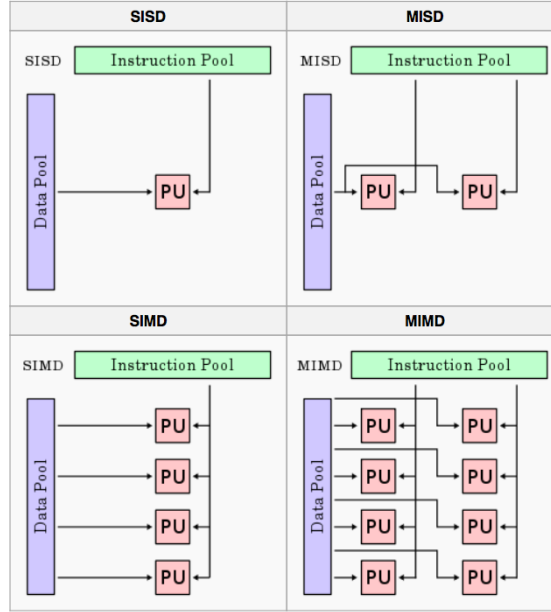 SISD
MISD
SISD
Instruction Pool
Data Pool
PU
MISD
Instruction Pool
Data Pool
PU
PU
SIMD
MIMD
SIMD
Instruction Pool
Data Pool
PU
PU
PU
PU
MIMD
Instruction Pool
Data Pool
PU
PU
PU
PU
PU
PU
PU
PU